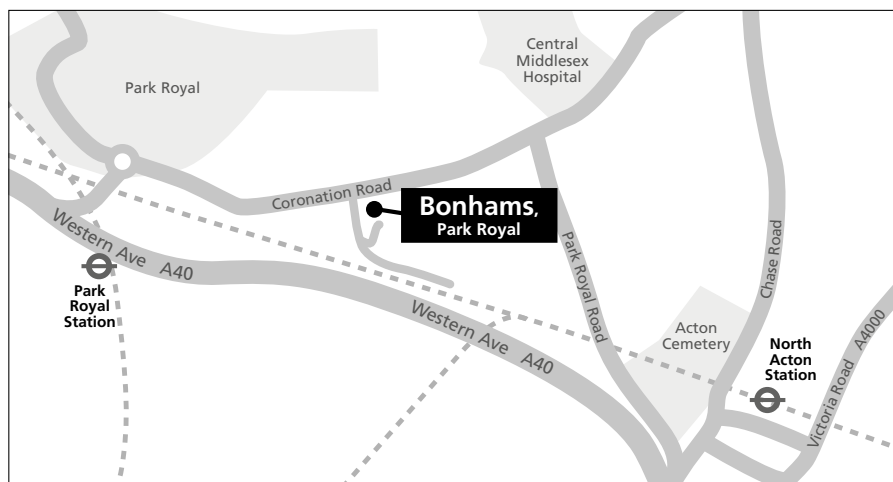 Central
Middlesex
Hospital
Park Royal
Coronation Road
Bonhams,
Park Royal
Western Ave A40
Park
Royal
Station
Park Royal Road
Chase Road
Western Ave A40
Acton
Cemetery
North
Acton
Station
Victoria Road A4000